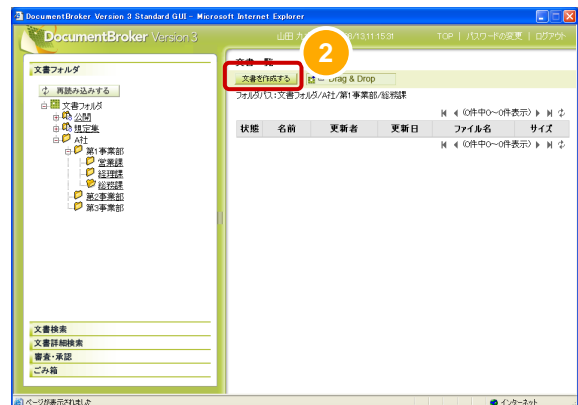 DocumentBroker Version 3 Standard GUI - Microsoft Internet Explorer
DocumentBroker Version 3
TOP | パスワードの変更 | ログアウト
2
文書フォルダ
再読み込みする
文書フォルダ
公開
規定集
A社
第1事業部
営業課
経理課
総務課
第2事業部
第3事業部
文書検索
文書詳細検索
審査・承認
ごみ箱
文書を作成する
Drag & Drop
フォルダパス:文書フォルダ/A社/第1事業部/総務課
(0件中0~0件表示)
状態 名前 更新者 更新日 ファイル名 サイズ
(0件中0~0件表示)
ページが表示されました
インターネット